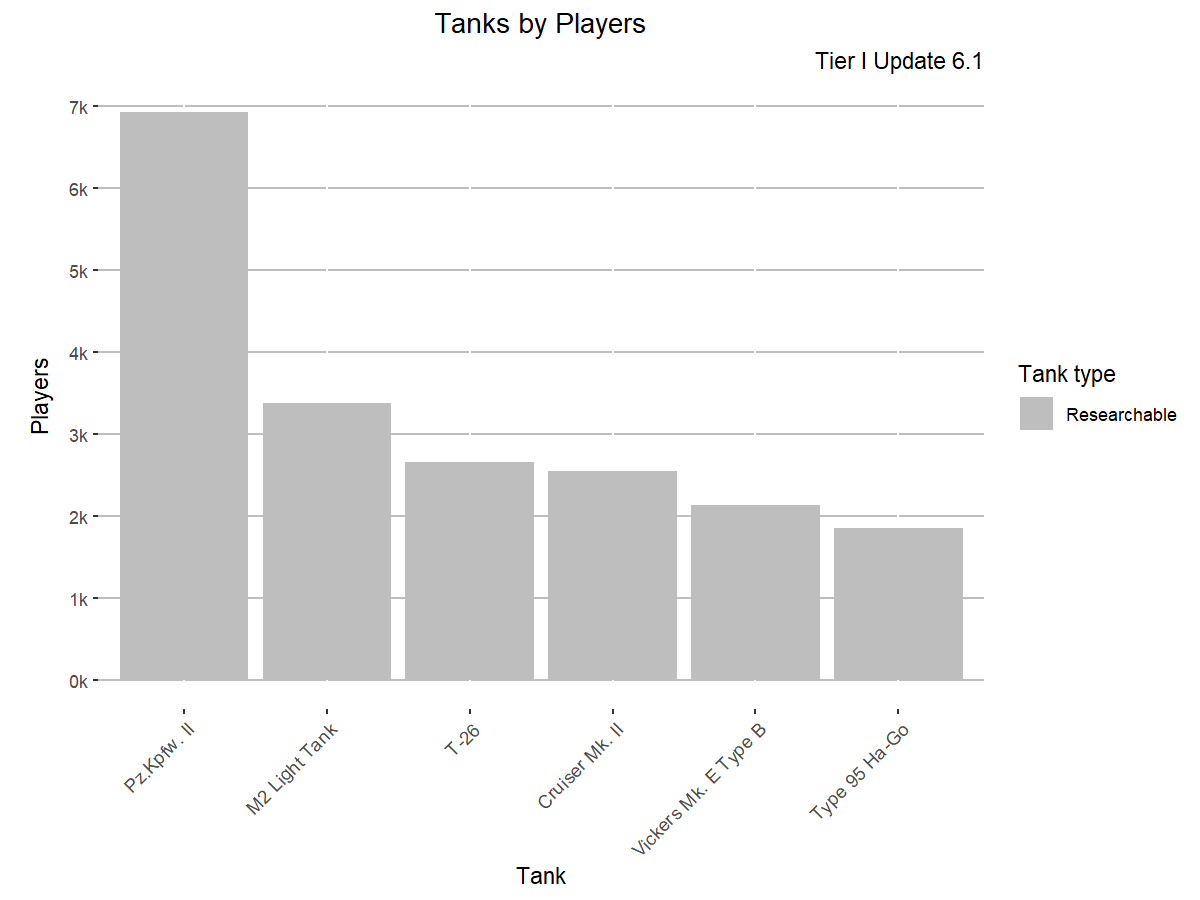 Tanks by Players
Tier I Update 6.1
7k
6k
5k
4k
3k
2k
1k
0k
Players
Pz.Kpfw. II
M2 Light Tank
T-26
Cruiser Mk. II
Vickers Mk. E Type B
Type 95 Ha-Go
Tank
Tank type
Researchable